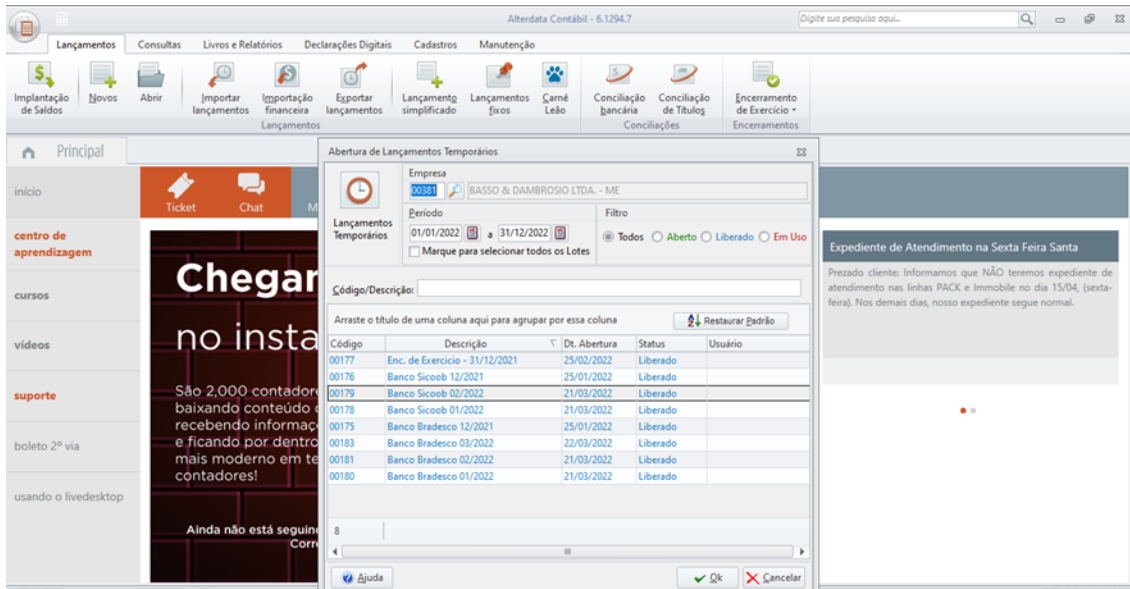 Alterdata Contábil - 6.1294.7
Digite sua pesquisa aqui...
Lançamentos Consultas Livros e Relatórios Declarações Digitais Cadastros Manutenção
Implantação de Saldos
Novos
Abrir
Importar lançamentos
Importação financeira
Exportar lançamentos
Lançamento simplificado
Lançamentos fixos
Carnê Leão
Conciliação bancária
Conciliação de Títulos
Encerramento de Exercício
Lançamentos Conciliações Encerramentos
Principal
início
centro de
aprendizagem
cursos
vídeos
suporte
boleto 2º via
usando o livedesktop
Ticket Chat M
Chegar
no insta
São 2,000 contador
baixando conteúdo
recebendo informaç
e ficando por dentro
mais moderno em te
contadores!
Ainda não está seguin
Corr
Abertura de Lançamentos Temporários
Lançamentos
Temporários
Empresa
00381 BASSO & DAMBROSIO LTDA. - ME
Período
01/01/2022 a 31/12/2022
Marque para selecionar todos os Lotes
Filtro
Todos Aberto Liberado Em Uso
Código/Descrição:
Arraste o título de uma coluna aqui para agrupar por essa coluna
Restaurar Padrão
Código Descrição Dt. Abertura Status Usuário
00177 Enc. de Exercicio - 31/12/2021 25/02/2022 Liberado
00176 Banco Sicoob 12/2021 25/01/2022 Liberado
00179 Banco Sicoob 02/2022 21/03/2022 Liberado
00178 Banco Sicoob 01/2022 21/03/2022 Liberado
00175 Banco Bradesco 12/2021 25/01/2022 Liberado
00183 Banco Bradesco 03/2022 22/03/2022 Liberado
00181 Banco Bradesco 02/2022 21/03/2022 Liberado
00180 Banco Bradesco 01/2022 21/03/2022 Liberado
8
Ajuda Ok Cancelar
Expediente de Atendimento na Sexta Feira Santa
Prezado cliente: Informamos que NÃO teremos expediente de
atendimento nas linhas PACK e Immobile no dia 15/04, (sexta-
feira). Nos demais dias, nosso expediente segue normal.